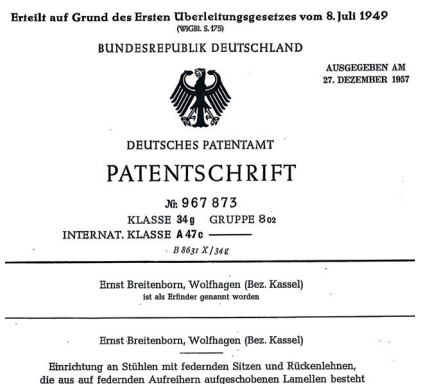 Erteilt auf Grund des Ersten Überleitungsgesetzes vom 8. Juli 1949
(WiGBl. S. 175)
BUNDESREPUBLIK DEUTSCHLAND
AUSGEGEBEN AM
27. DEZEMBER 1957
DEUTSCHES PATENTAMT
PATENTSCHRIFT
№ 967 873
KLASSE 34g GRUPPE 8 02
INTERNAT. KLASSE A 47c
B 8631 X / 34g
Ernst Breitenborn, Wolfhagen (Bez. Kassel)
ist als Erfinder genannt worden
Ernst Breitenborn, Wolfhagen (Bez. Kassel)
Einrichtung an Stühlen mit federnden Sitzen und Rückenlehnen,
die aus auf federnden Aufreihern aufgeschobenen Lamellen besteht